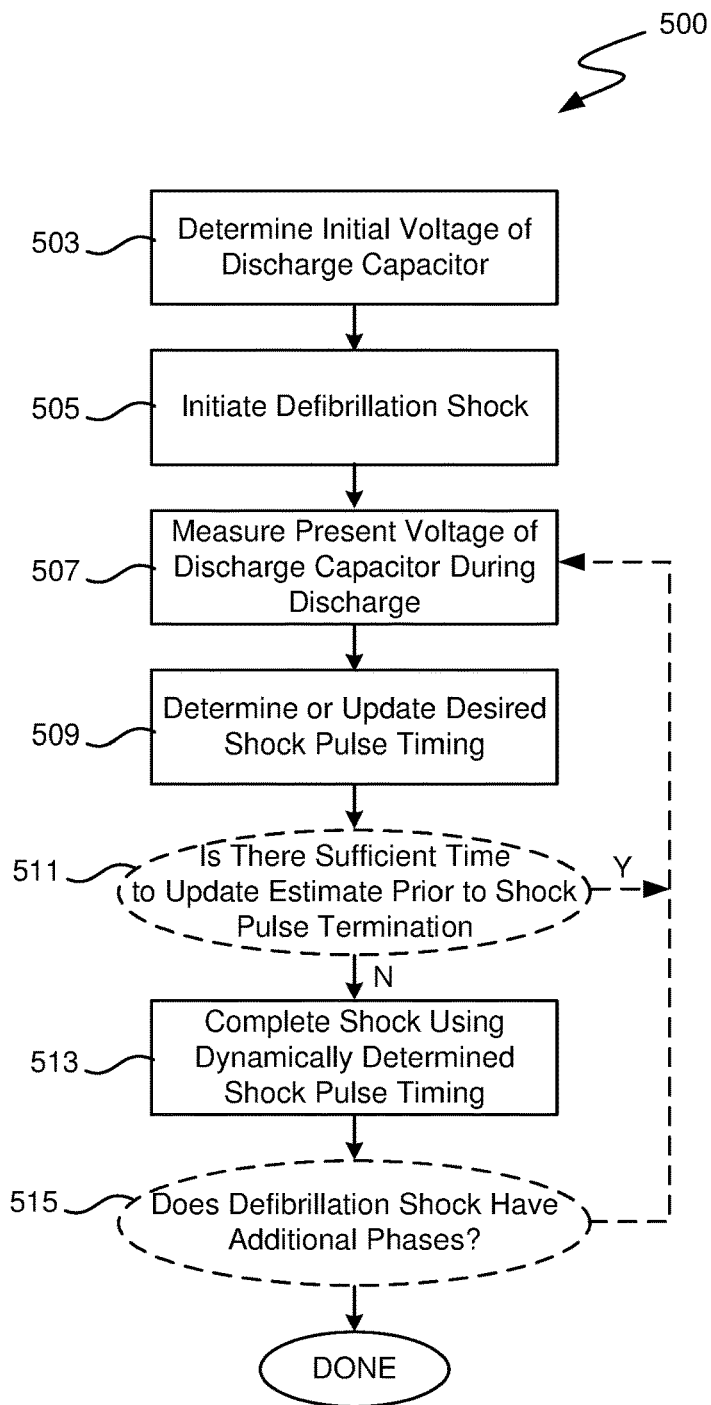 500
503
Determine Initial Voltage of
Discharge Capacitor
505
Initiate Defibrillation Shock
507
Measure Present Voltage of
Discharge Capacitor During
Discharge
509
Determine or Update Desired
Shock Pulse Timing
511
Is There Sufficient Time
to Update Estimate Prior to Shock
Pulse Termination
Y
N
513
Complete Shock Using
Dynamically Determined
Shock Pulse Timing
515
Does Defibrillation Shock Have
Additional Phases?
DONE